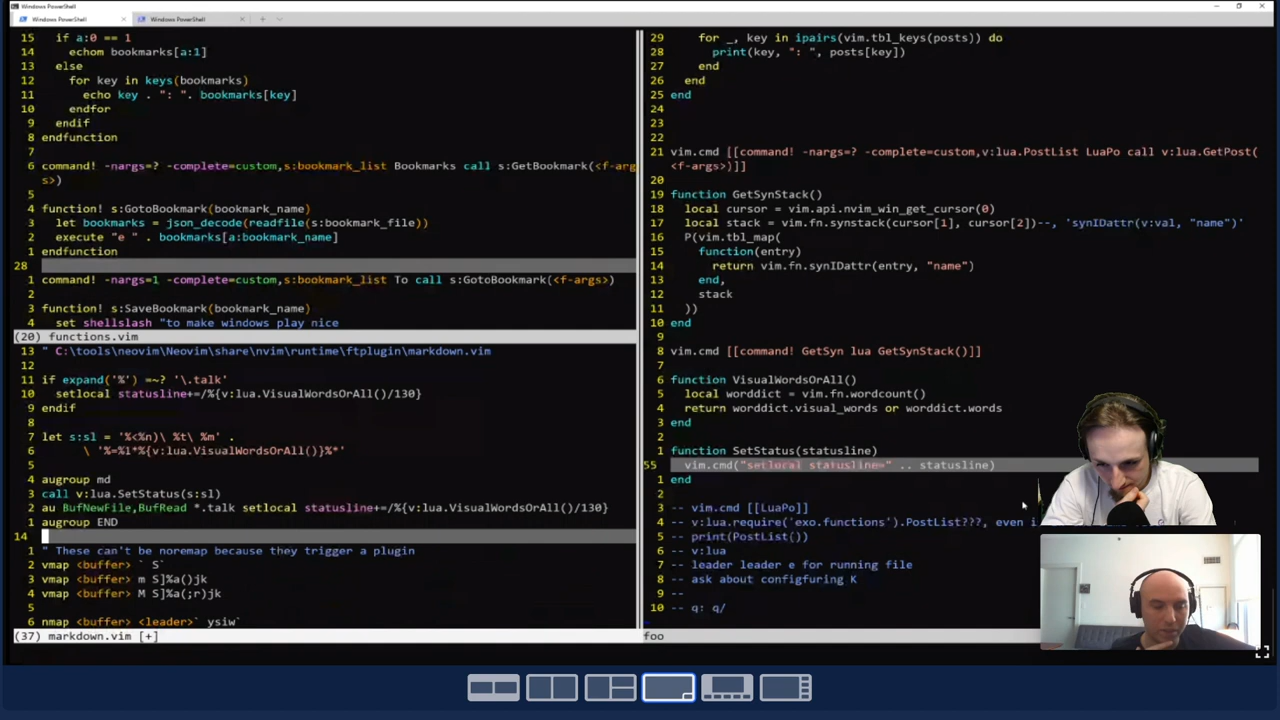 Windows PowerShell
Windows PowerShell
Windows PowerShell
15 if a:0 == 1
14 echom bookmarks[a:1]
13 else
12 for key in keys(bookmarks)
11 echo key . ": ". bookmarks[key]
10 endfor
9 endif
8 endfunction
7
6 command! -nargs=? -complete=custom,s:bookmark_list Bookmarks call s:GetBookmark(<f-arg
s>)
5
4 function! s:GotoBookmark(bookmark_name)
3 let bookmarks = json_decode(readfile(s:bookmark_file))
2 execute "e " . bookmarks[a:bookmark_name]
1 endfunction
28
1 command! -nargs=1 -complete=custom,s:bookmark_list To call s:GotoBookmark(<f-args>)
2
3 function! s:SaveBookmark(bookmark_name)
4 set shellslash "to make windows play nice
(20) functions.vim
13 " C:\tools\neovim\Neovim\share\nvim\runtime\ftplugin\markdown.vim
12
11 if expand('%') =~? '\.talk'
10 setlocal statusline+=/%{v:lua.VisualWordsOrAll()/130}
9 endif
8
7 let s:sl = '%<%n)\ %t\ %m' .
6 \ '%=%1*%{v:lua.VisualWordsOrAll()}%*'
5
4 augroup md
3 call v:lua.SetStatus(s:sl)
2 au BufNewFile,BufRead *.talk setlocal statusline+=/%{v:lua.VisualWordsOrAll()/130}
1 augroup END
14
1 " These can't be noremap because they trigger a plugin
2 vmap <buffer> ` S`
3 vmap <buffer> m S]%a()jk
4 vmap <buffer> M S]%a(;r)jk
5
6 nmap <buffer> <leader>` ysiw`
(37) markdown.vim [+]
29 for _, key in ipairs(vim.tbl_keys(posts)) do
28 print(key, ": ", posts[key])
27 end
26 end
25 end
24
23
22
21 vim.cmd [[command! -nargs=? -complete=custom,v:lua.PostList LuaPo call v:lua.GetPost(
<f-args>)]]
20
19 function GetSynStack()
18 local cursor = vim.api.nvim_win_get_cursor(0)
17 local stack = vim.fn.synstack(cursor[1], cursor[2])--, 'synIDattr(v:val, "name")'
16 P(vim.tbl_map(
15 function(entry)
14 return vim.fn.synIDattr(entry, "name")
13 end,
12 stack
11 ))
10 end
9
8 vim.cmd [[command! GetSyn lua GetSynStack()]]
7
6 function VisualWordsOrAll()
5 local worddict = vim.fn.wordcount()
4 return worddict.visual_words or worddict.words
3 end
2
1 function SetStatus(statusline)
55 vim.cmd("setlocal statusline=" .. statusline)
1 end
2
3 -- vim.cmd [[LuaPo]]
4 -- v:lua.require('exo.functions').PostList???, even i
5 -- print(PostList())
6 -- v:lua
7 -- leader leader e for running file
8 -- ask about configfuring K
9 --
10 -- q: q/
foo